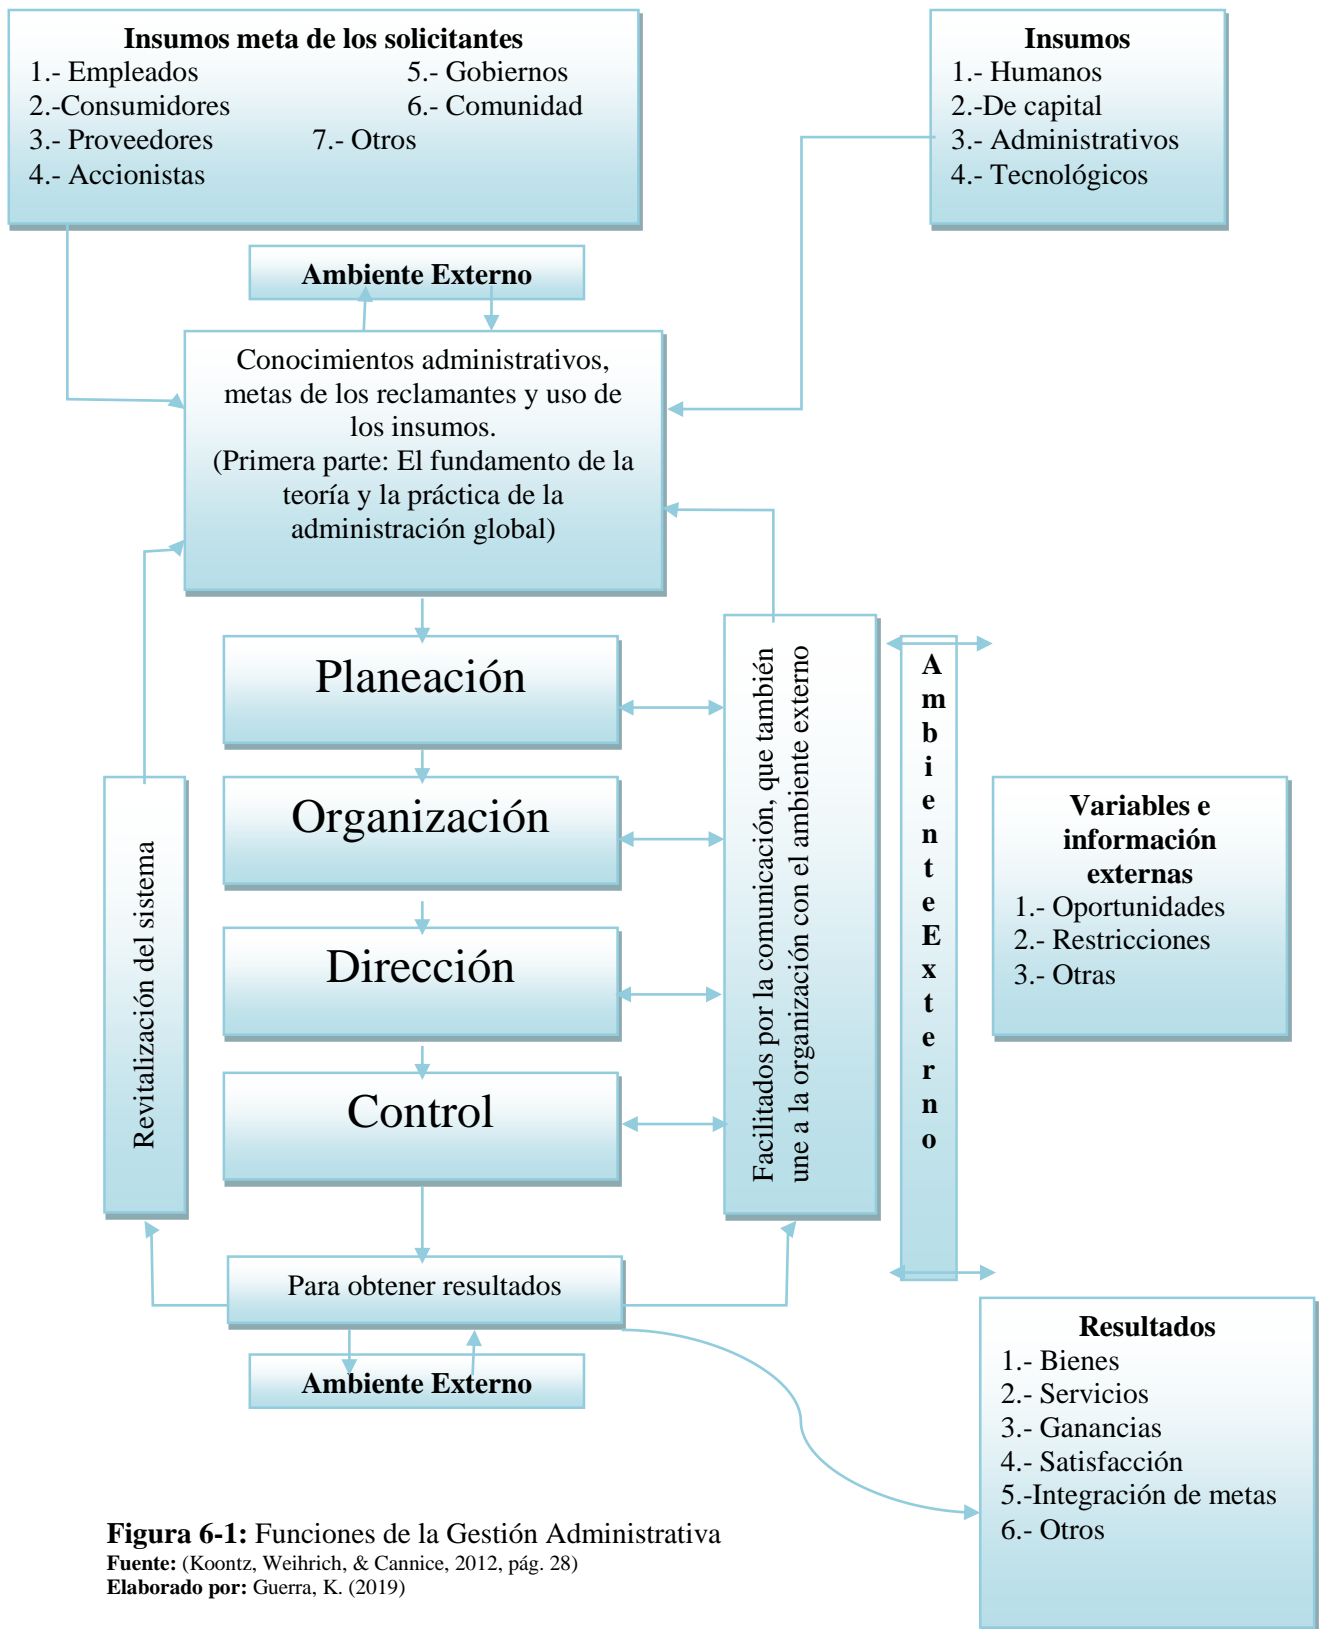 Insumos meta de los solicitantes
1.- Empleados 5.- Gobiernos
2.-Consumidores 6.- Comunidad
3.- Proveedores 7.- Otros
4.- Accionistas
Insumos
1.- Humanos
2.-De capital
3.- Administrativos
4.- Tecnológicos
Ambiente Externo
Conocimientos administrativos,
metas de los reclamantes y uso de
los insumos.
(Primera parte: El fundamento de la
teoría y la práctica de la
administración global)
Planeación
Organización
Dirección
Control
Revitalización del sistema
Facilitados por la comunicación, que también
une a la organización con el ambiente externo
Ambiente Externo
Variables e
información
externas
1.- Oportunidades
2.- Restricciones
3.- Otras
Para obtener resultados
Ambiente Externo
Resultados
1.- Bienes
2.- Servicios
3.- Ganancias
4.- Satisfacción
5.-Integración de metas
6.- Otros
Figura 6-1: Funciones de la Gestión Administrativa
Fuente: (Koontz, Weihrich, & Cannice, 2012, pág. 28)
Elaborado por: Guerra, K. (2019)